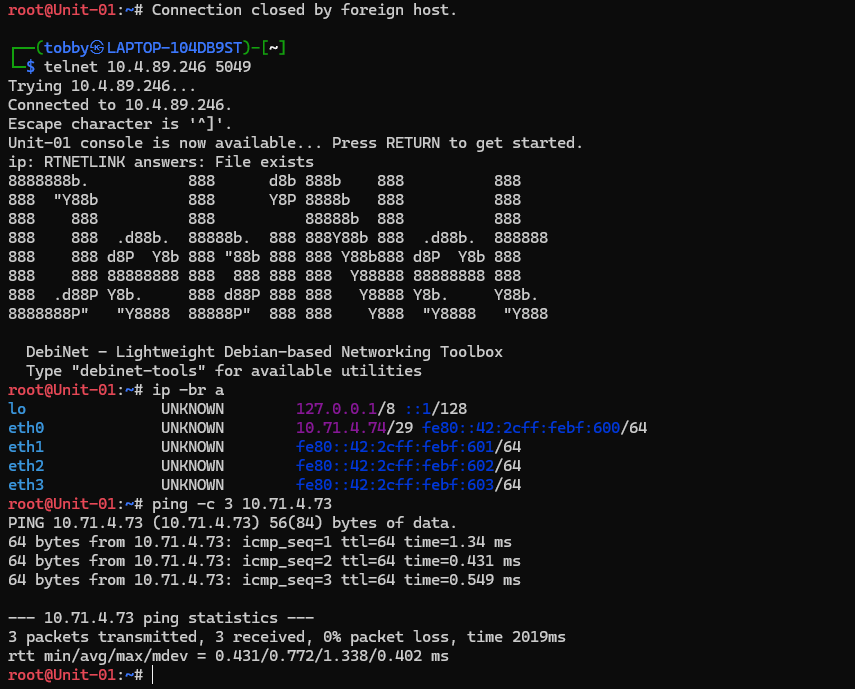 root@Unit-01:~# Connection closed by foreign host.
┌──(tobby㉿LAPTOP-104DB9ST)-[~]
└─$ telnet 10.4.89.246 5049
Trying 10.4.89.246...
Connected to 10.4.89.246.
Escape character is '^]'.
Unit-01 console is now available... Press RETURN to get started.
ip: RTNETLINK answers: File exists
8888888b.           888      d8b 888b    888          888
888  "Y88b          888      Y8P 8888b   888          888
888    888          888          88888b  888          888
888    888  .d88b.  88888b.  888 888Y88b 888  .d88b.  888888
888    888 d8P  Y8b 888 "88b 888 888 Y88b888 d8P  Y8b 888
888    888 88888888 888  888 888 888  Y88888 88888888 888
888  .d88P Y8b.     888 d88P 888 888   Y8888 Y8b.     Y88b.
8888888P"   "Y8888  88888P"  888 888    Y888  "Y8888   "Y888
  DebiNet - Lightweight Debian-based Networking Toolbox
  Type "debinet-tools" for available utilities
root@Unit-01:~# ip -br a
lo               UNKNOWN        127.0.0.1/8 ::1/128
eth0             UNKNOWN        10.71.4.74/29 fe80::42:2cff:febf:600/64
eth1             UNKNOWN        fe80::42:2cff:febf:601/64
eth2             UNKNOWN        fe80::42:2cff:febf:602/64
eth3             UNKNOWN        fe80::42:2cff:febf:603/64
root@Unit-01:~# ping -c 3 10.71.4.73
PING 10.71.4.73 (10.71.4.73) 56(84) bytes of data.
64 bytes from 10.71.4.73: icmp_seq=1 ttl=64 time=1.34 ms
64 bytes from 10.71.4.73: icmp_seq=2 ttl=64 time=0.431 ms
64 bytes from 10.71.4.73: icmp_seq=3 ttl=64 time=0.549 ms
--- 10.71.4.73 ping statistics ---
3 packets transmitted, 3 received, 0% packet loss, time 2019ms
rtt min/avg/max/mdev = 0.431/0.772/1.338/0.402 ms
root@Unit-01:~#